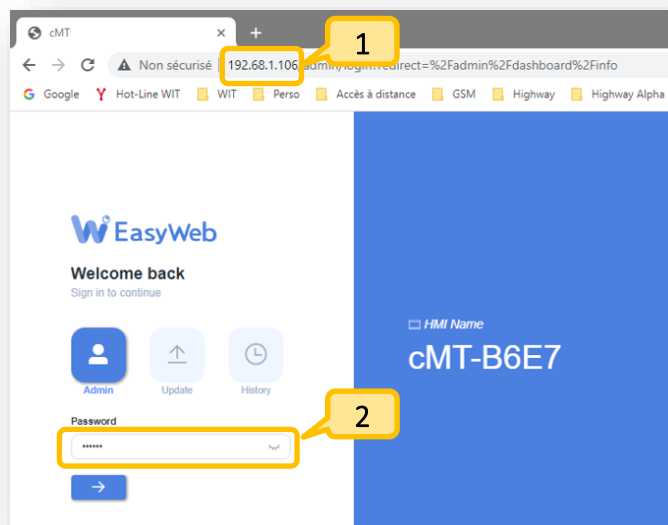 cMT
1
Non sécurisé 192.68.1.106/admin/login?redirect=%2Fadmin%2Fdashboard%2Finfo
Google Hot-Line WIT WIT Perso Accès à distance GSM Highway Highway Alpha
EasyWeb
Welcome back
Sign in to continue
HMI Name
cMT-B6E7
Admin Update History
Password
2
••••••